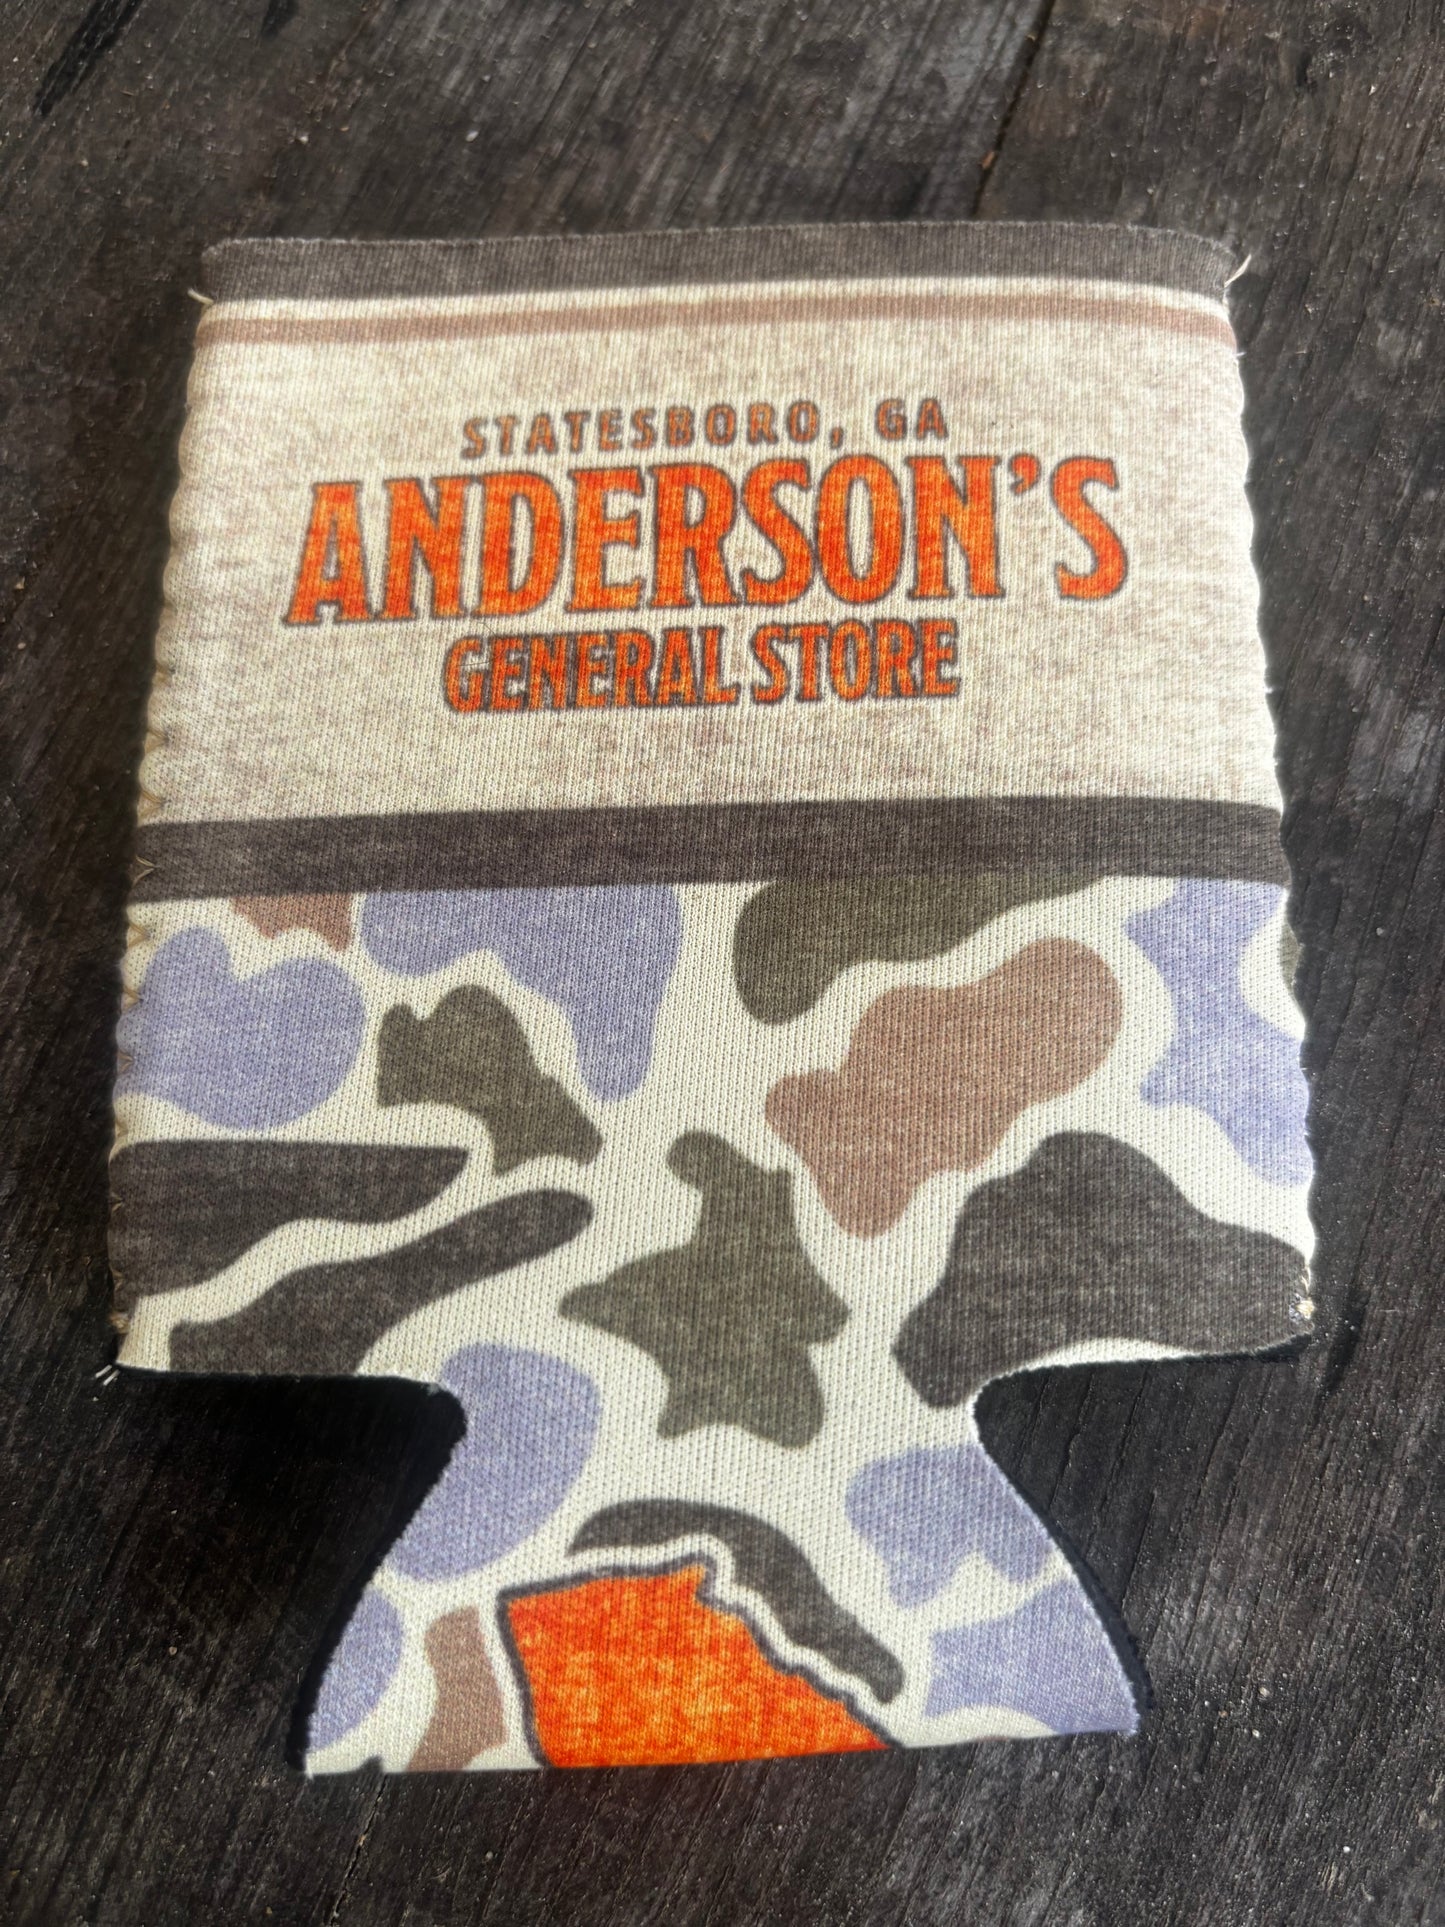 STATESBORO, GA
ANDERSON'S
GENERAL STORE